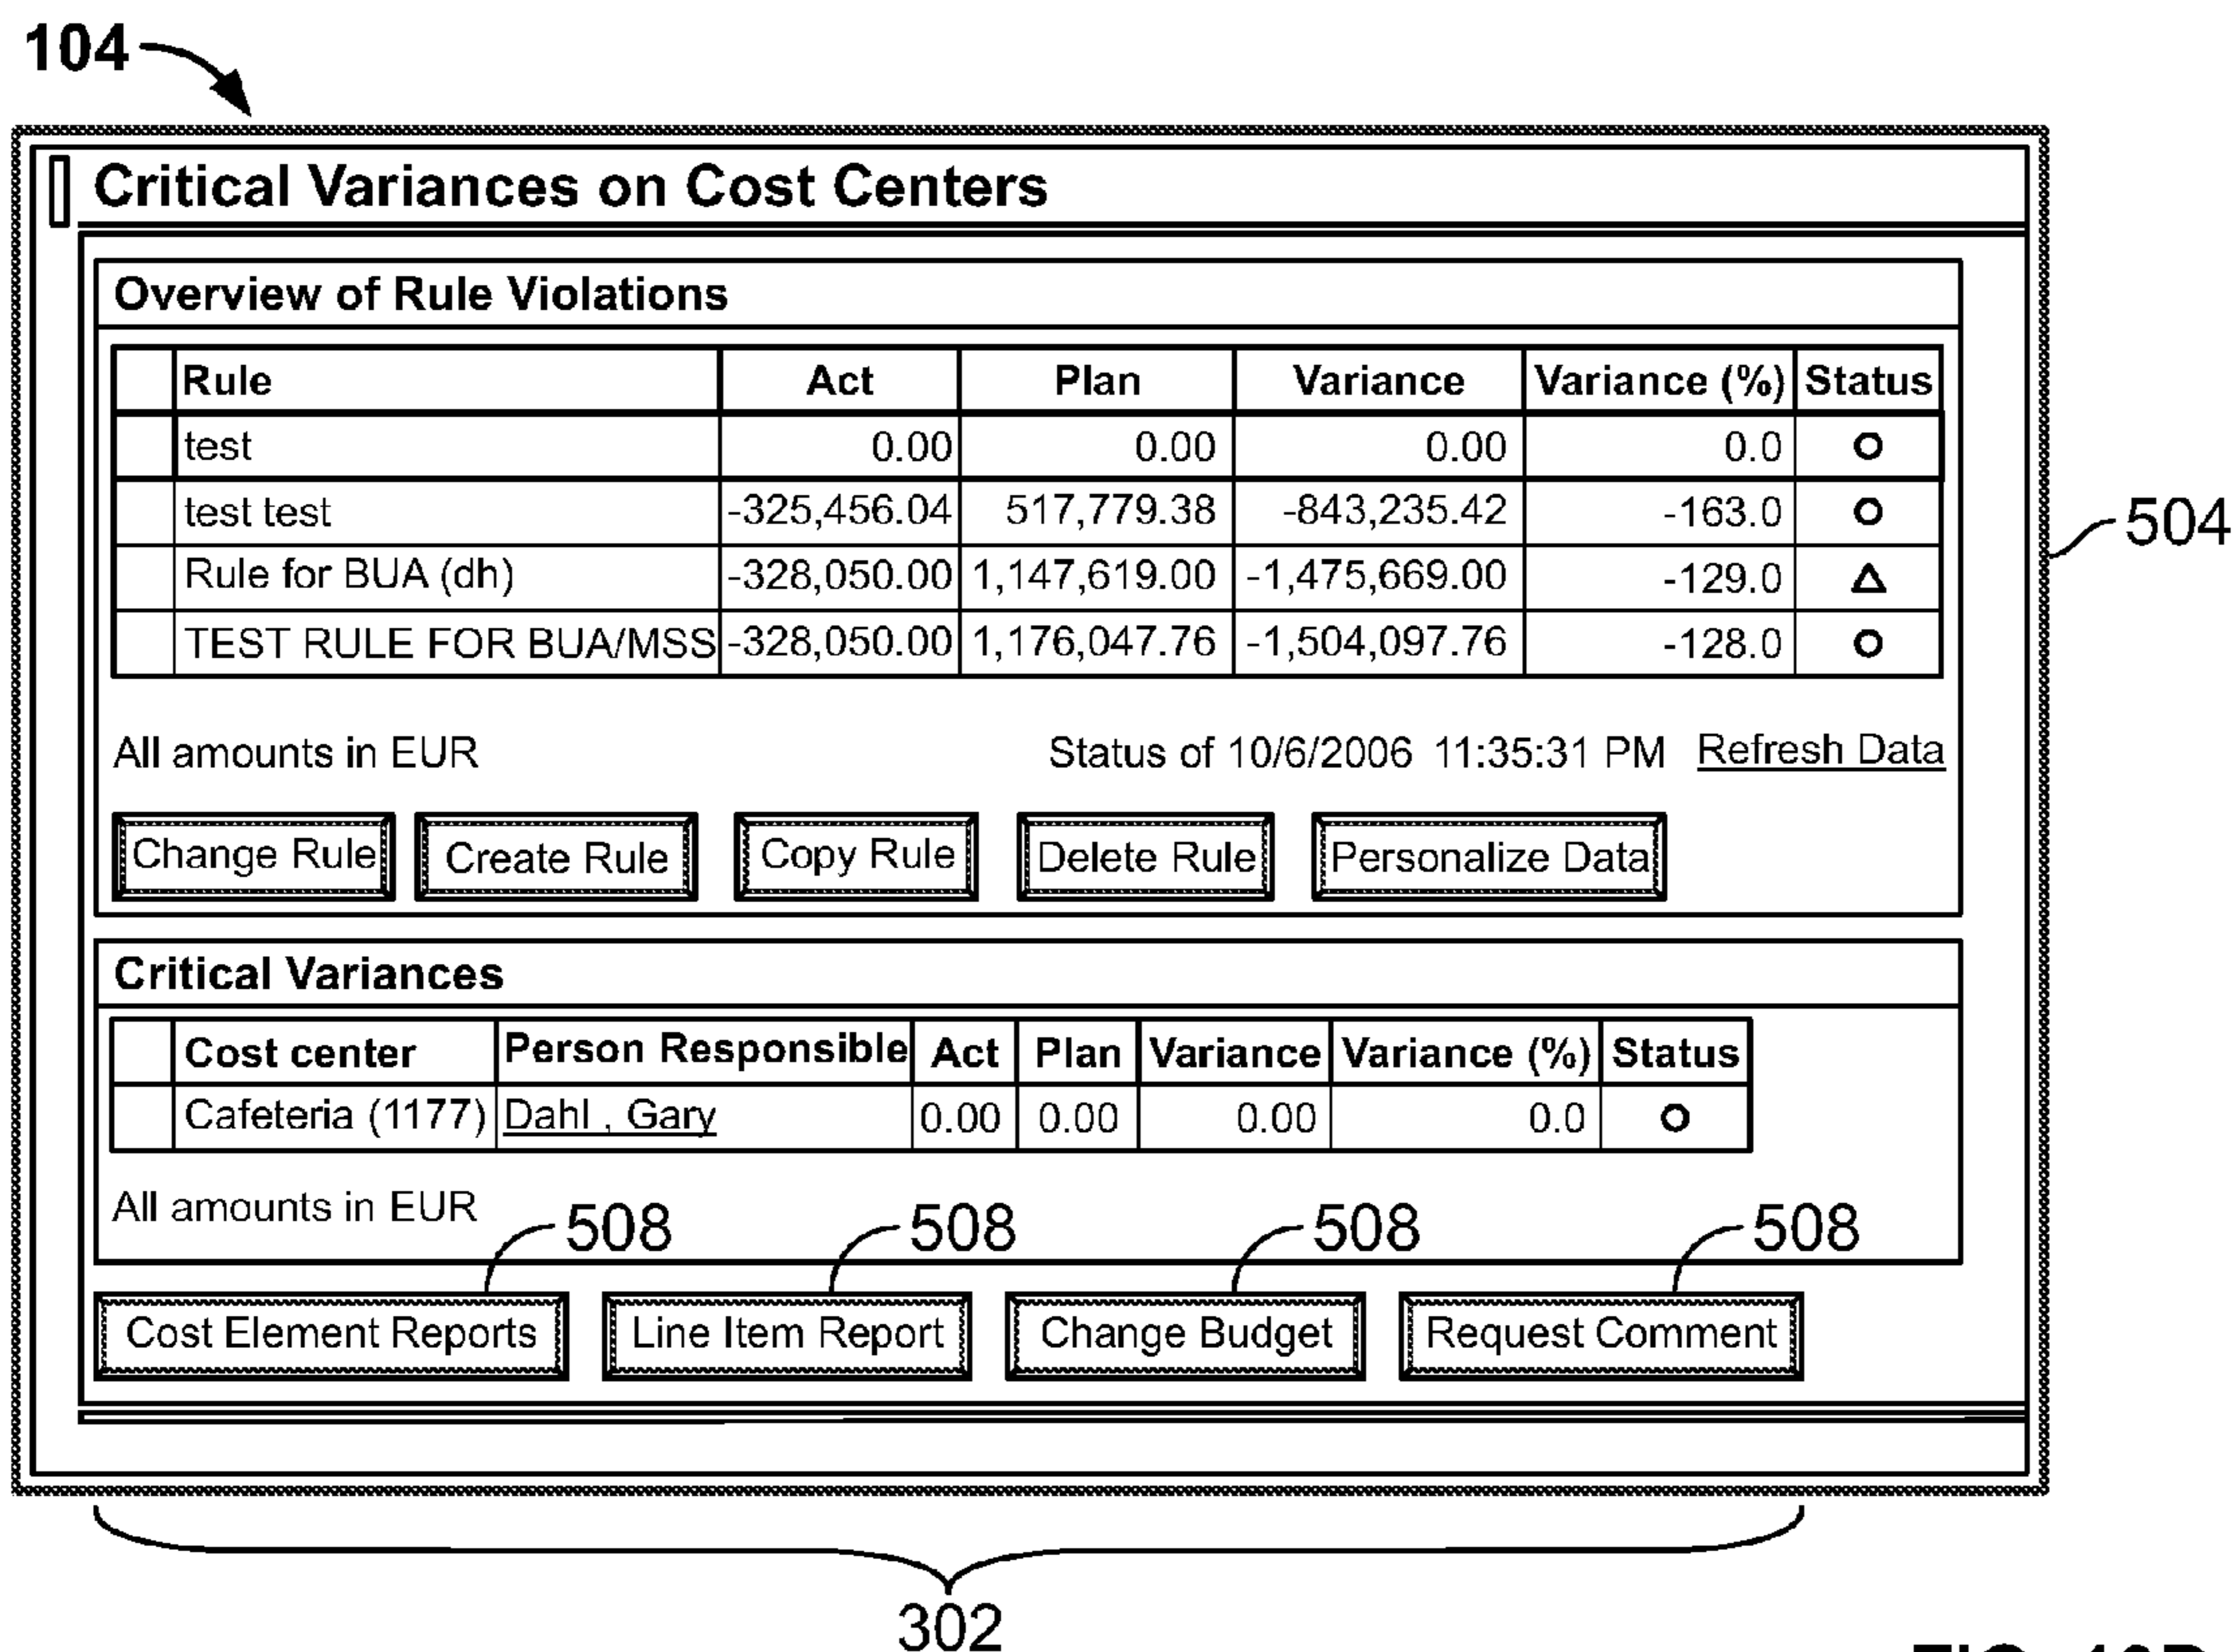 104
Critical Variances on Cost Centers
Overview of Rule Violations
Rule Act Plan Variance Variance (%) Status
test 0.00 0.00 0.00 0.0
test test -325,456.04 517,779.38 -843,235.42 -163.0
504
Rule for BUA (dh) -328,050.00 1,147,619.00 -1,475,669.00 -129.0
TEST RULE FOR BUA/MSS -328,050.00 1,176,047.76 -1,504,097.76 -128.0
All amounts in EUR Status of 10/6/2006 11:35:31 PM Refresh Data
Change Rule Create Rule Copy Rule Delete Rule Personalize Data
Critical Variances
Cost center Person Responsible Act Plan Variance Variance (%) Status
Cafeteria (1177) Dahl , Gary 0.00 0.00 0.00 0.0
All amounts in EUR
508 508 508 508
Cost Element Reports Line Item Report Change Budget Request Comment
302